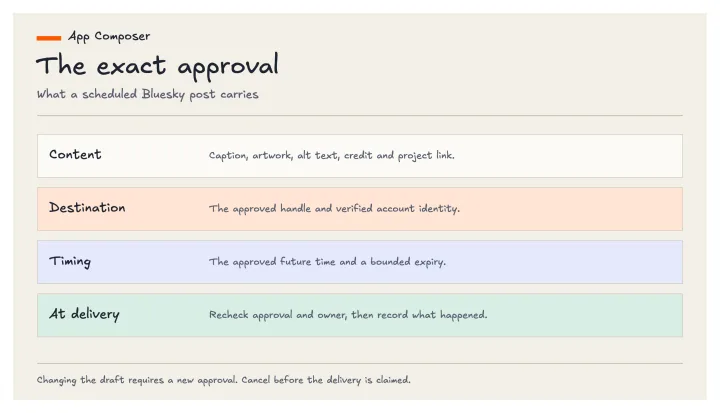 App Composer
The exact approval
What a scheduled Bluesky post carries
Content
Caption, artwork, alt text, credit and project link.
Destination
The approved handle and verified account identity.
Timing
The approved future time and a bounded expiry.
At delivery
Recheck approval and owner, then record what happened.
Changing the draft requires a new approval. Cancel before the delivery is claimed.